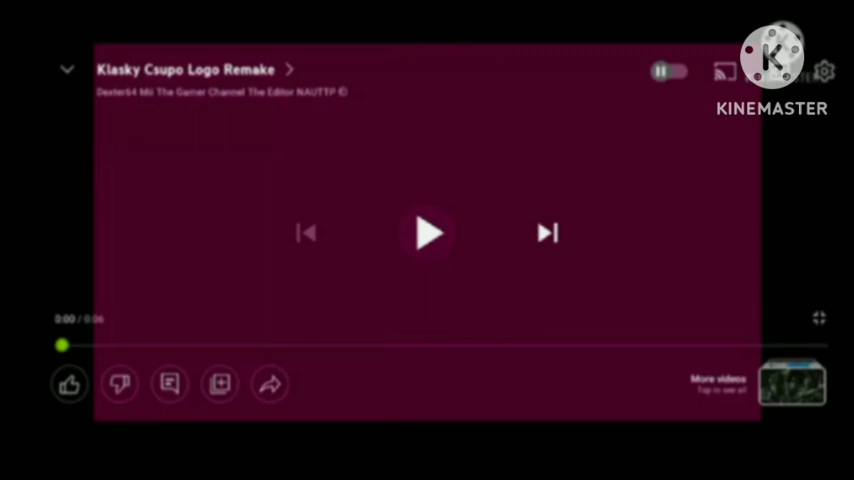 Klasky Csupo Logo Remake
Dexter64 Mii The Gamer Channel The Editor NAUTTP
KINEMASTER
0:00 / 0:06
More videos
Tap to see all